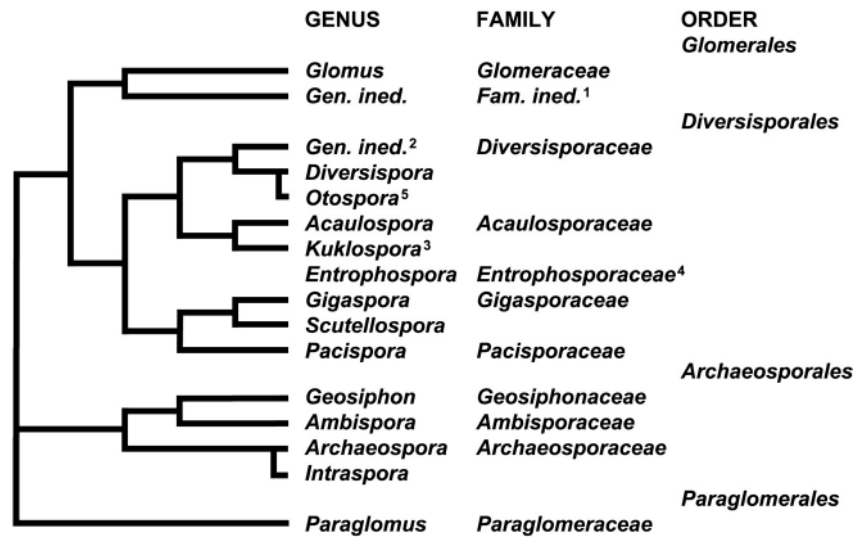 GENUS FAMILY ORDER
Glomerales
Glomus Glomeraceae
Gen. ined. Fam. ined.¹
Diversisporales
Gen. ined.² Diversisporaceae
Diversispora
Otospora⁵
Acaulospora Acaulosporaceae
Kuklospora³
Entrophospora Entrophosporaceae⁴
Gigaspora Gigasporaceae
Scutellospora
Pacispora Pacisporaceae
Archaeosporales
Geosiphon Geosiphonaceae
Ambispora Ambisporaceae
Archaeospora Archaeosporaceae
Intraspora
Paraglomerales
Paraglomus Paraglomeraceae